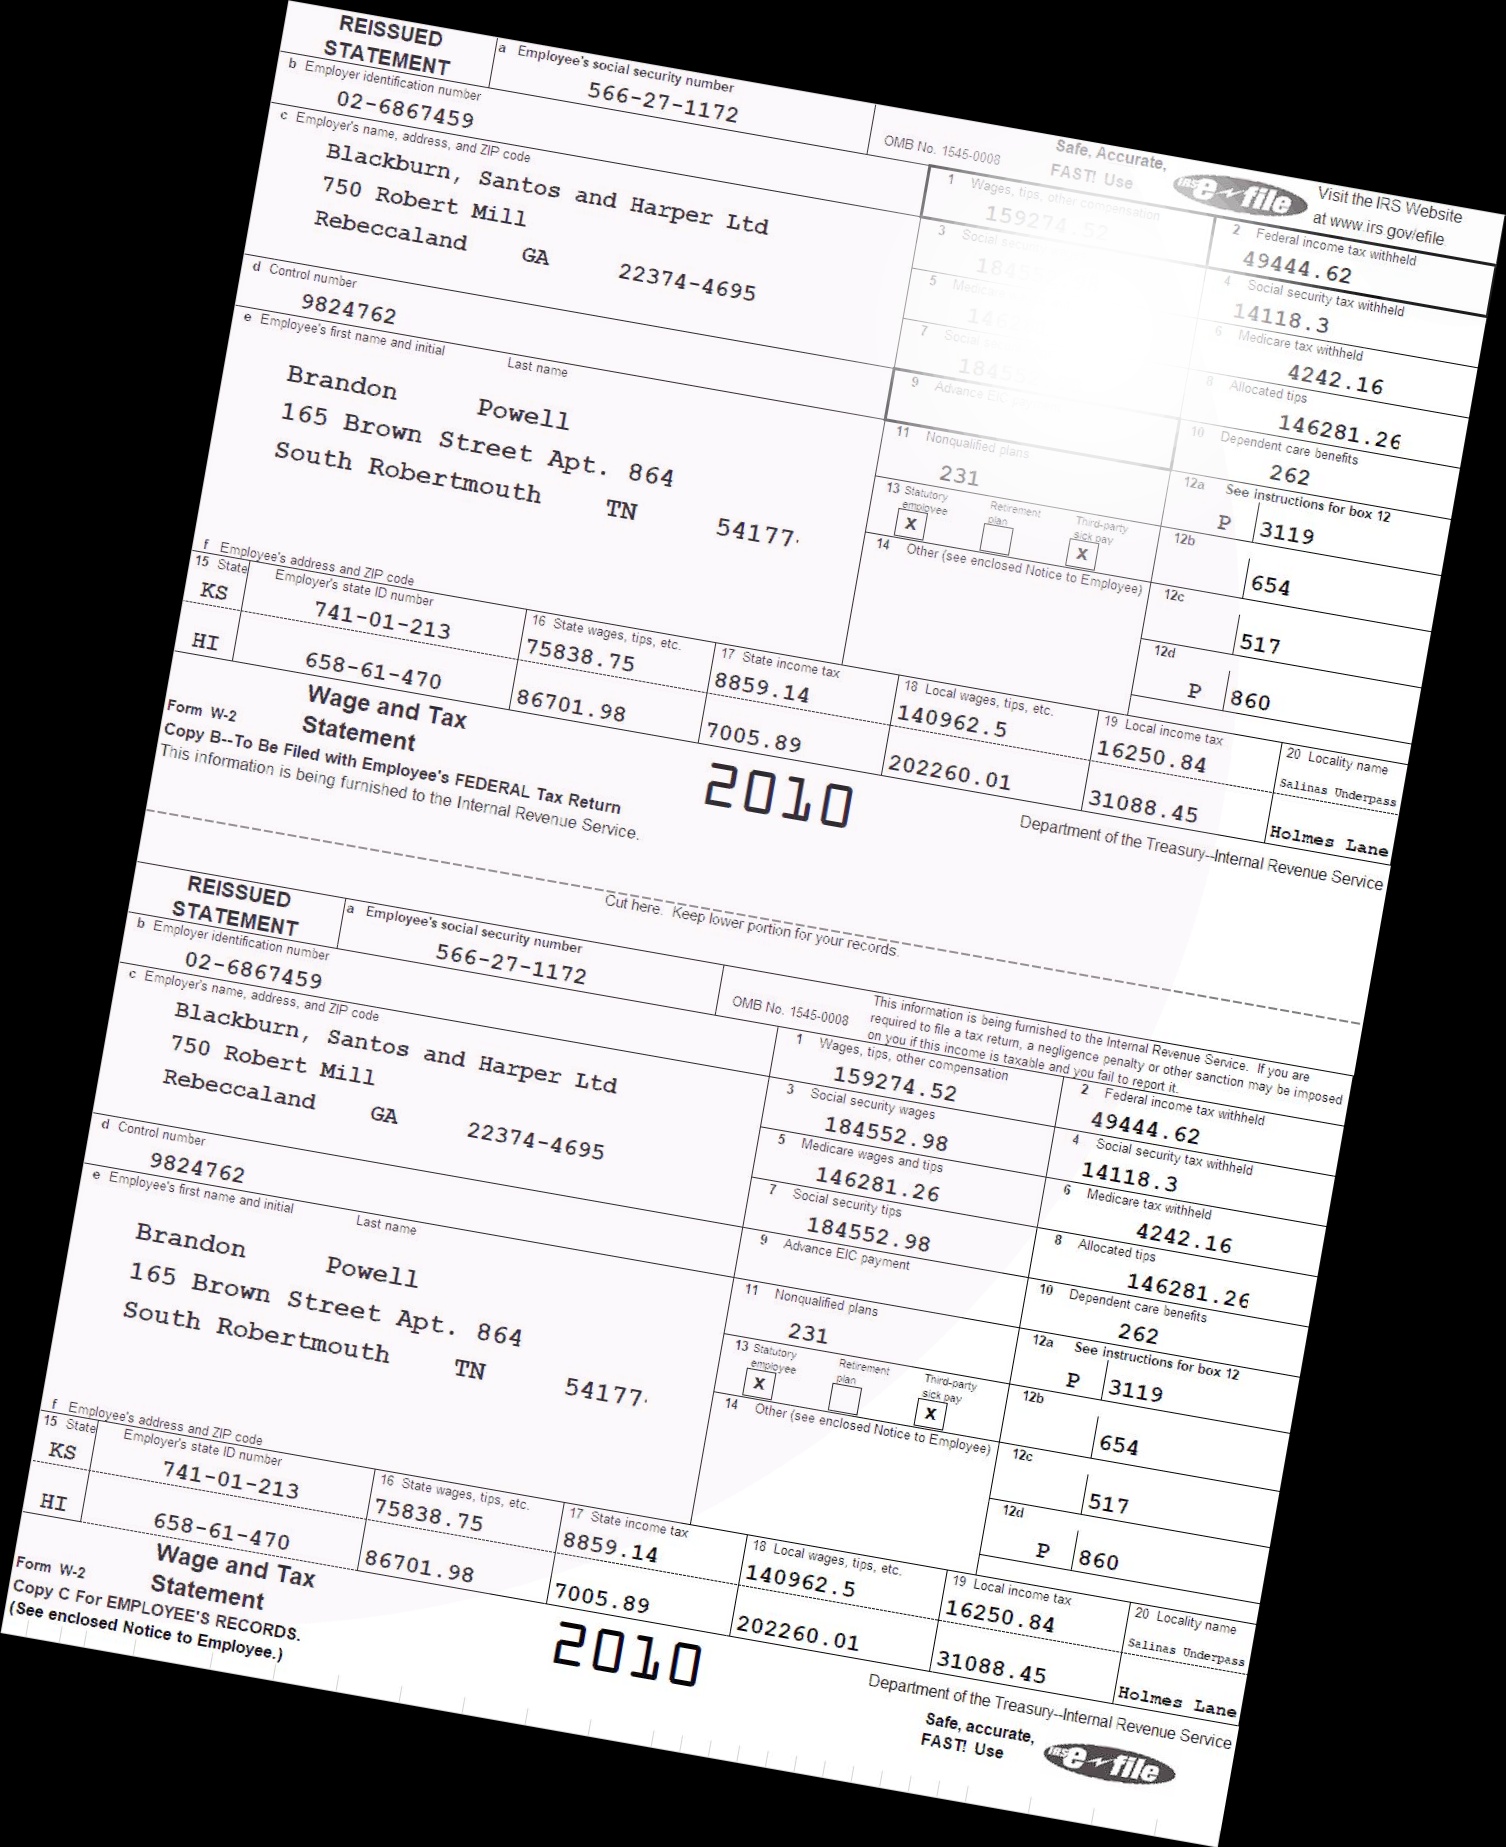 REISSUED
STATEMENT
a Employee's social security number
566-27-1172
OMB No. 1545-0008
Safe, Accurate,
FAST! Use
IRS e-file
Visit the IRS Website
at www.irs.gov/efile.
b Employer identification number
02-6867459
c Employer's name, address, and ZIP code
Blackburn, Santos and Harper Ltd
750 Robert Mill
Rebeccaland GA 22374-4695
1 Wages, tips, other compensation
159274.52
2 Federal income tax withheld
49444.62
3 Social
4 Social security tax withheld
14118.3
5
146
6 Medicare tax withheld
4242.16
d Control number
9824762
7 Social
1845
8 Allocated tips
146281.26
e Employee's first name and initial Last name
Brandon Powell
165 Brown Street Apt. 864
South Robertmouth TN 54177
9 Advance EIC
10 Dependent care benefits
262
11 Nonqualified plans
231
12a See instructions for box 12
P 3119
13 Statutory employee
X
Retirement plan
Third-party sick pay
X
12b
654
14 Other (see enclosed Notice to Employee)
12c
517
12d
P 860
f Employee's address and ZIP code
15 State Employer's state ID number
KS 741-01-213
HI 658-61-470
16 State wages, tips, etc.
75838.75
86701.98
17 State income tax
8859.14
7005.89
18 Local wages, tips, etc.
140962.5
202260.01
19 Local income tax
16250.84
31088.45
20 Locality name
Salinas Underpass
Holmes Lane
Form W-2
Wage and Tax
Statement
2010
Department of the Treasury--Internal Revenue Service
Copy B--To Be Filed with Employee's FEDERAL Tax Return
This information is being furnished to the Internal Revenue Service.
Cut here. Keep lower portion for your records.
REISSUED
STATEMENT
a Employee's social security number
566-27-1172
OMB No. 1545-0008
This information is being furnished to the Internal Revenue Service. If you are
required to file a tax return, a negligence penalty or other sanction may be imposed
on you if this income is taxable and you fail to report it.
b Employer identification number
02-6867459
c Employer's name, address, and ZIP code
Blackburn, Santos and Harper Ltd
750 Robert Mill
Rebeccaland GA 22374-4695
1 Wages, tips, other compensation
159274.52
2 Federal income tax withheld
49444.62
3 Social security wages
184552.98
4 Social security tax withheld
14118.3
5 Medicare wages and tips
146281.26
6 Medicare tax withheld
4242.16
d Control number
9824762
7 Social security tips
184552.98
8 Allocated tips
146281.26
e Employee's first name and initial Last name
Brandon Powell
165 Brown Street Apt. 864
South Robertmouth TN 54177
9 Advance EIC payment
10 Dependent care benefits
262
11 Nonqualified plans
231
12a See instructions for box 12
P 3119
13 Statutory employee
X
Retirement plan
Third-party sick pay
X
12b
654
14 Other (see enclosed Notice to Employee)
12c
517
12d
P 860
f Employee's address and ZIP code
15 State Employer's state ID number
KS 741-01-213
HI 658-61-470
16 State wages, tips, etc.
75838.75
86701.98
17 State income tax
8859.14
7005.89
18 Local wages, tips, etc.
140962.5
202260.01
19 Local income tax
16250.84
31088.45
20 Locality name
Salinas Underpass
Holmes Lane
Form W-2
Wage and Tax
Statement
2010
Department of the Treasury--Internal Revenue Service
Copy C For EMPLOYEE'S RECORDS.
(See enclosed Notice to Employee.)
Safe, accurate,
FAST! Use
IRS e-file